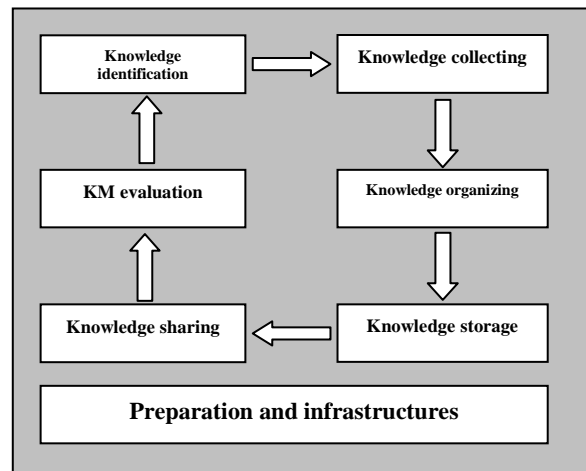 Knowledge
identification
Knowledge collecting
KM evaluation
Knowledge organizing
Knowledge sharing
Knowledge storage
Preparation and infrastructures